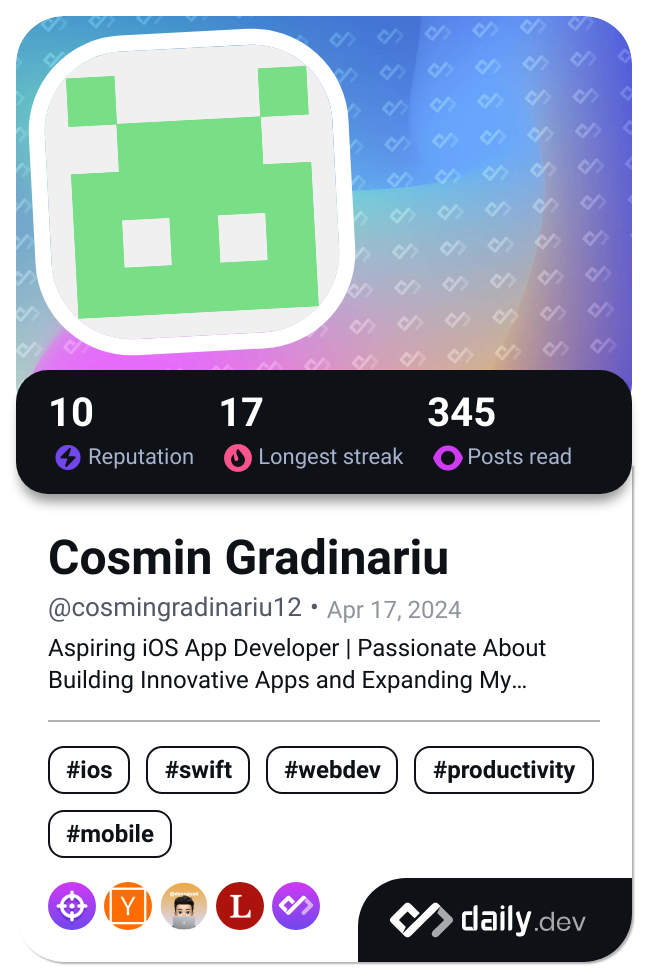 10 17 345
Reputation Longest streak Posts read
Cosmin Gradinariu
@cosmingradinariu12 • Apr 17, 2024
Aspiring iOS App Developer | Passionate About
Building Innovative Apps and Expanding My…
#ios #swift #webdev #productivity
#mobile
Y L
daily.dev